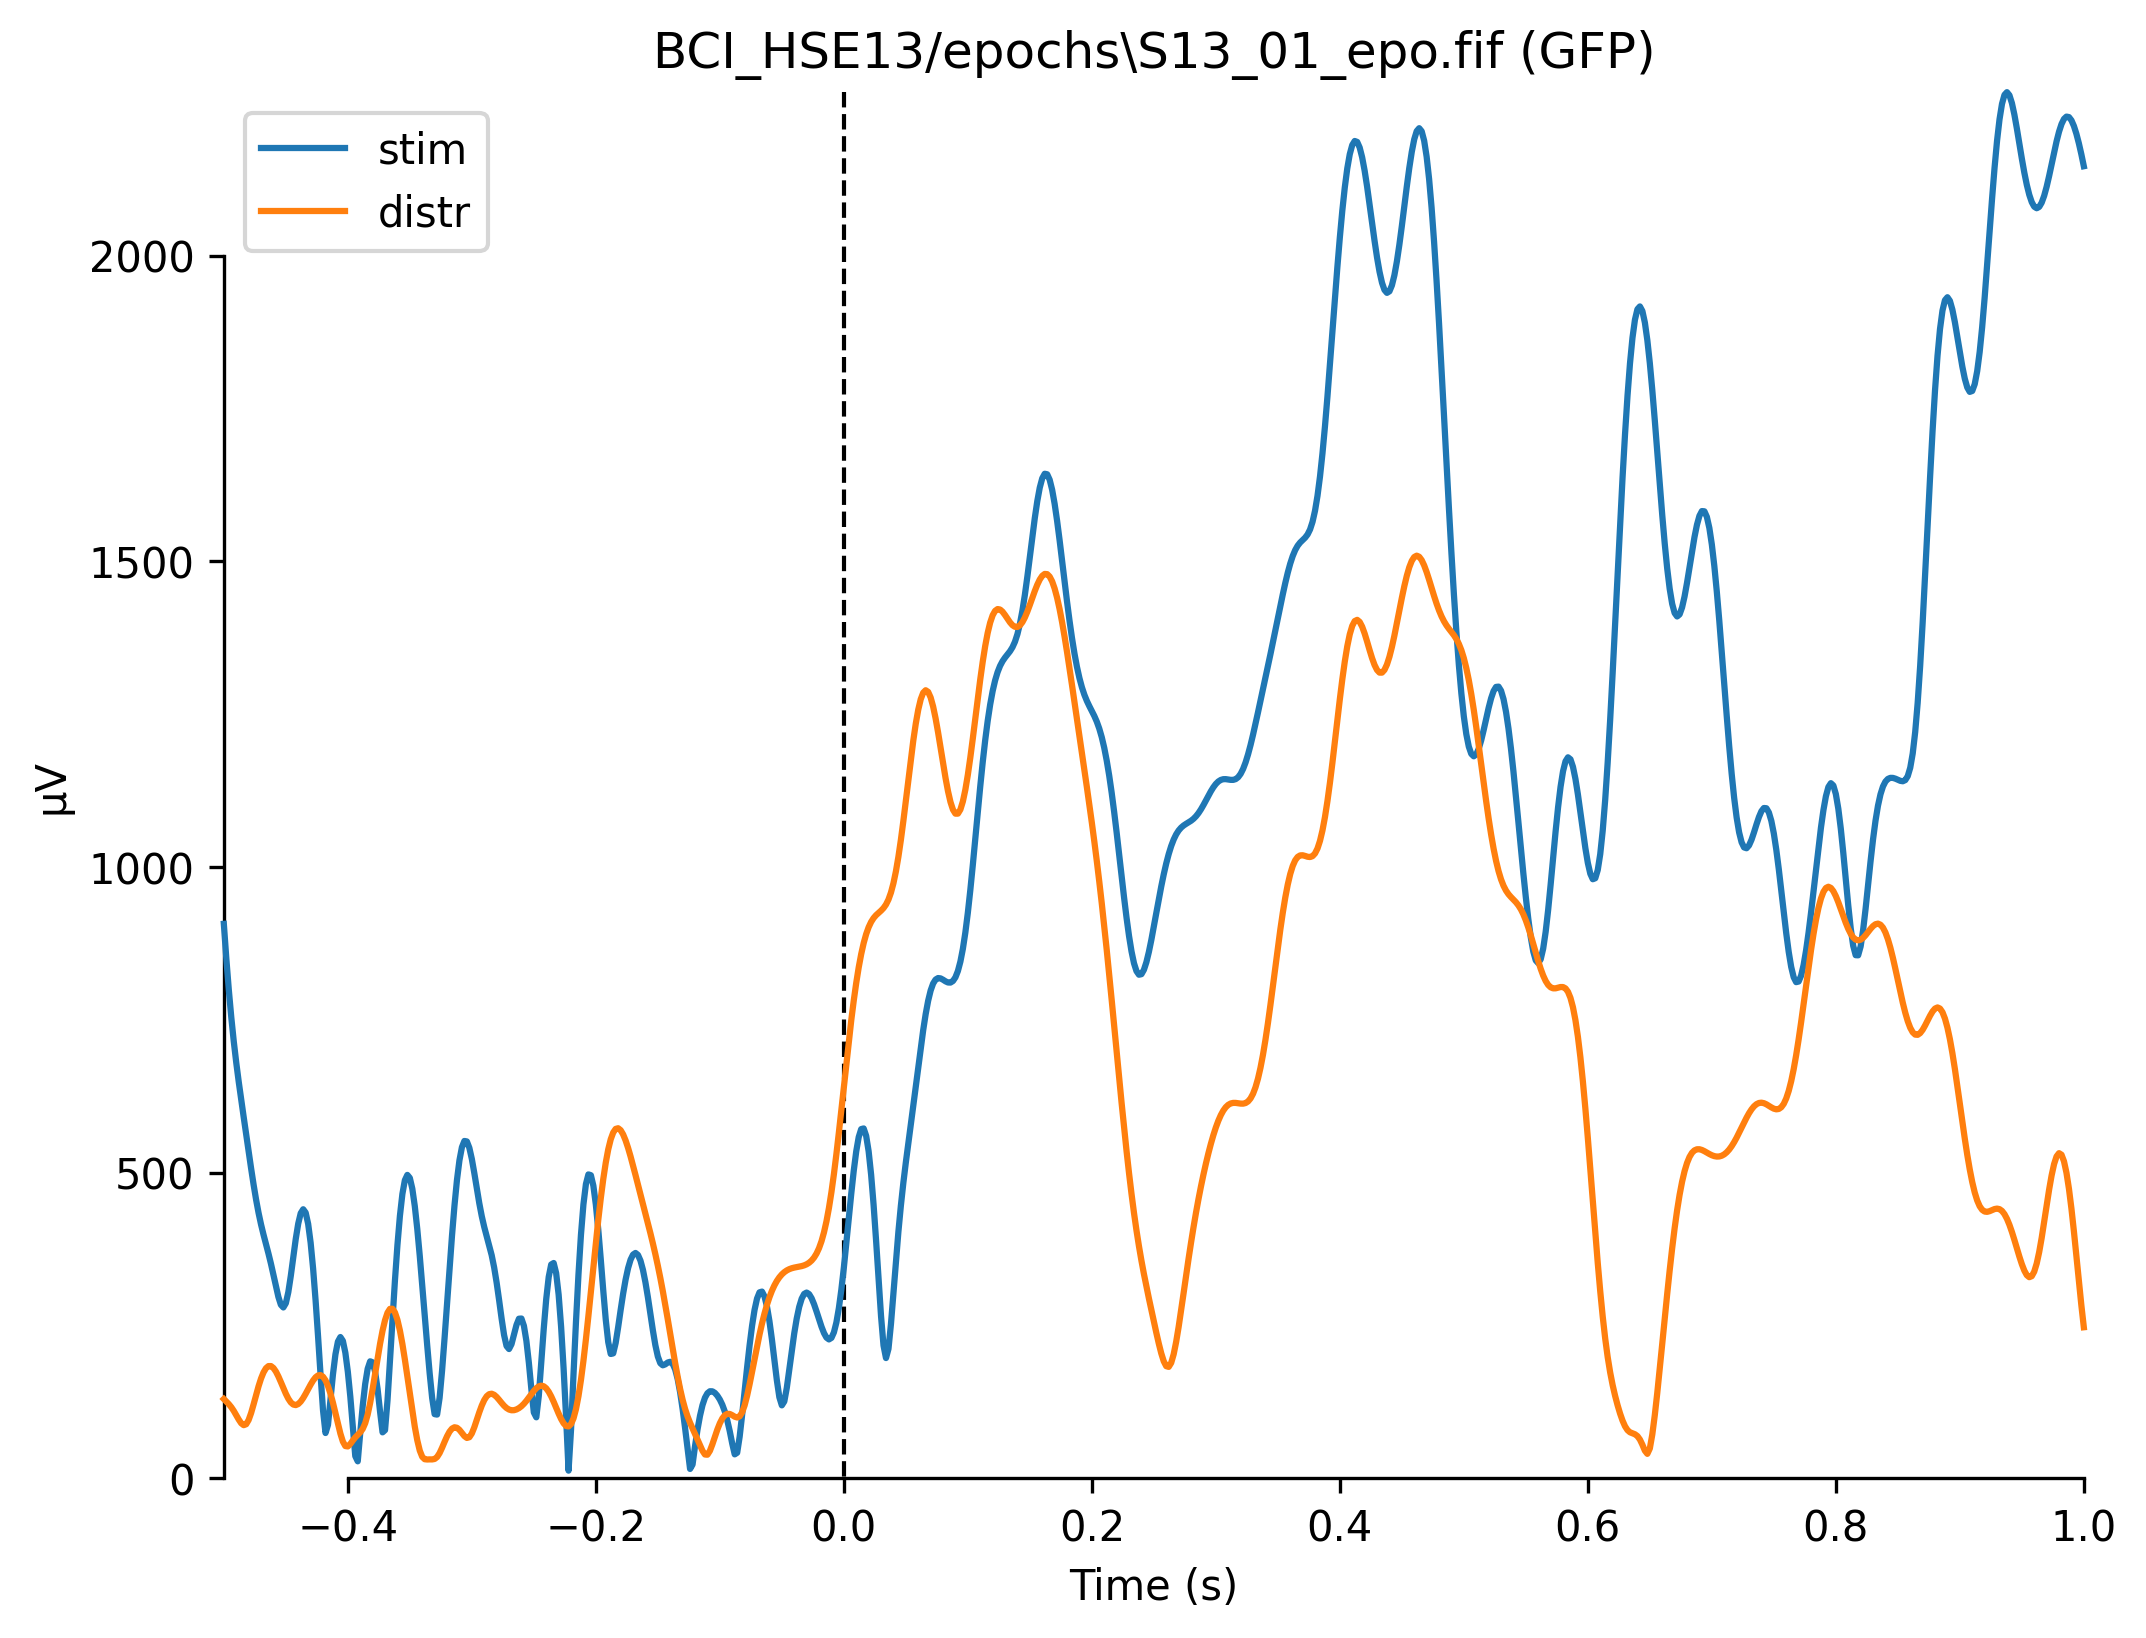 BCI_HSE13/epochs\S13_01_epo.fif (GFP)
stim
distr
2000
1500
1000
500
0
µV
−0.4 −0.2 0.0 0.2 0.4 0.6 0.8 1.0
Time (s)